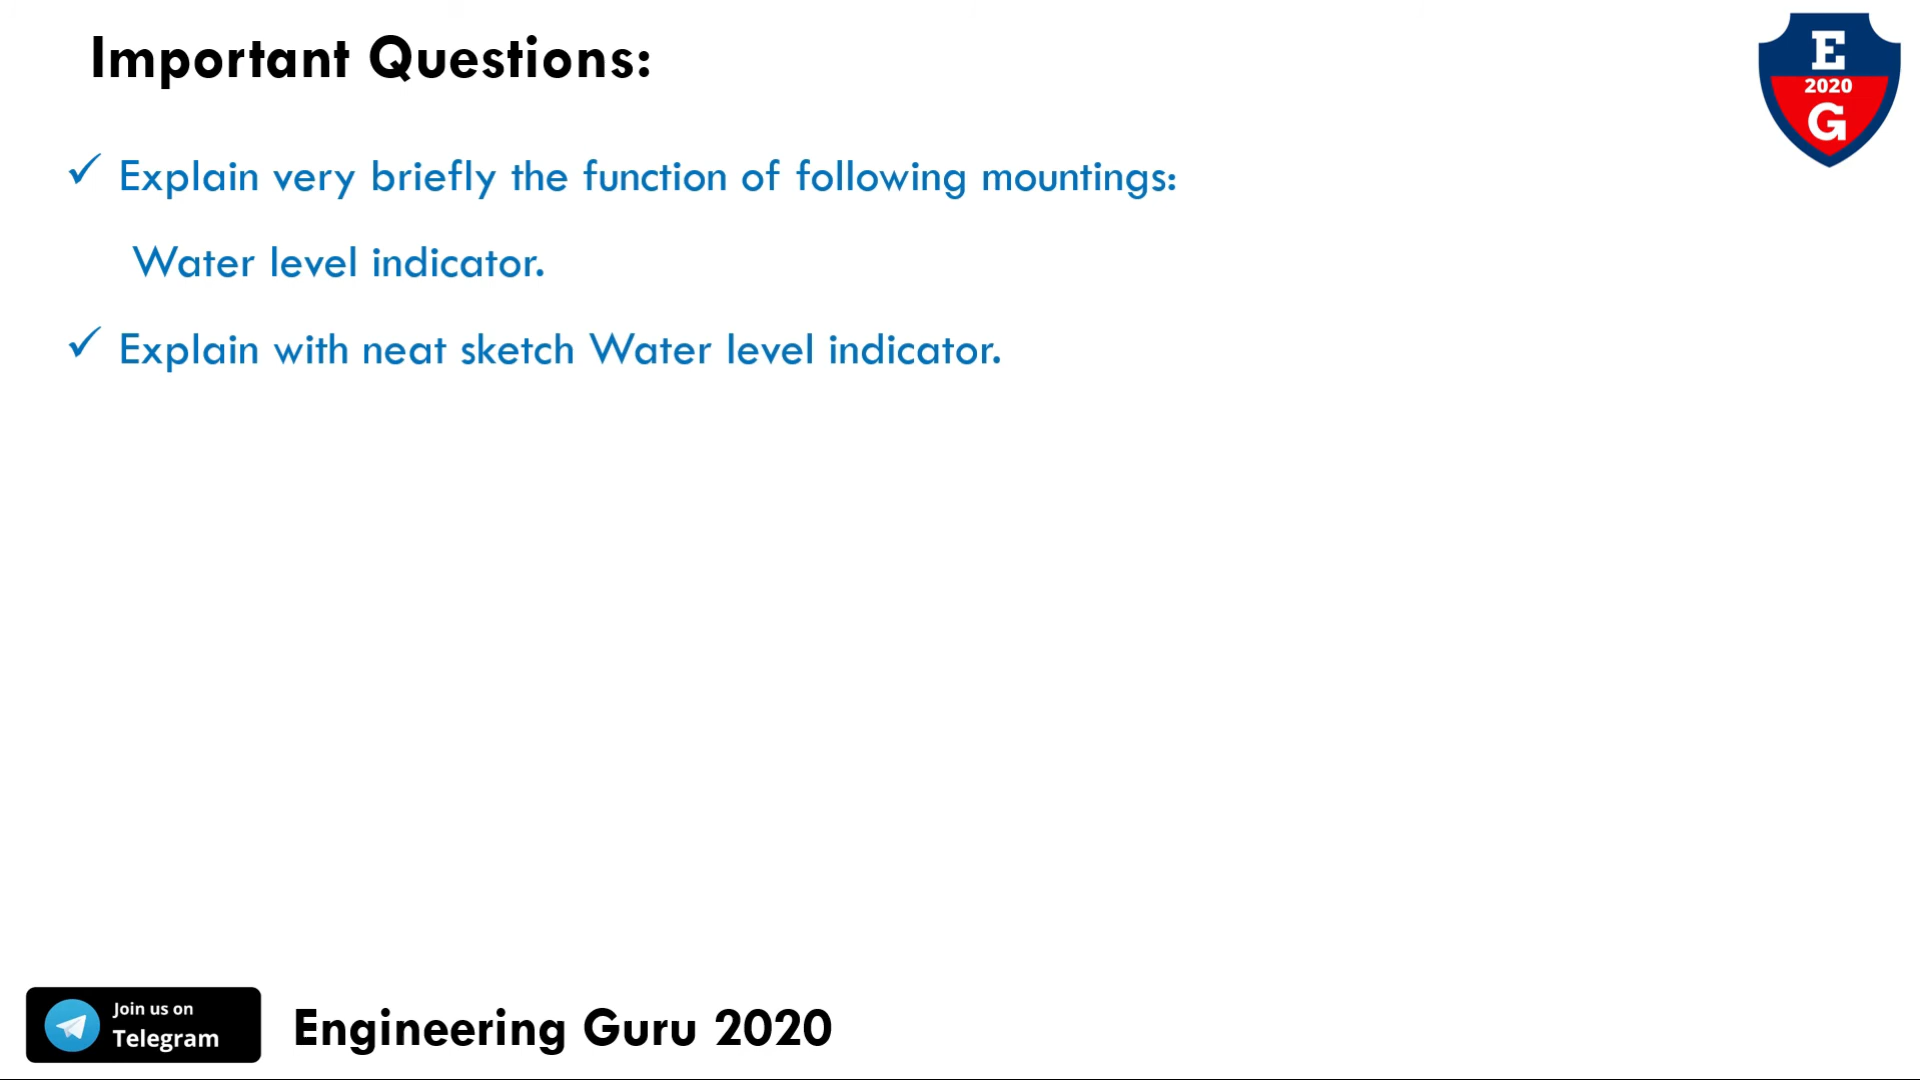 Important Questions:
E
2020
G
✓ Explain very briefly the function of following mountings:
Water level indicator.
✓ Explain with neat sketch Water level indicator.
Join us on
Telegram
Engineering Guru 2020